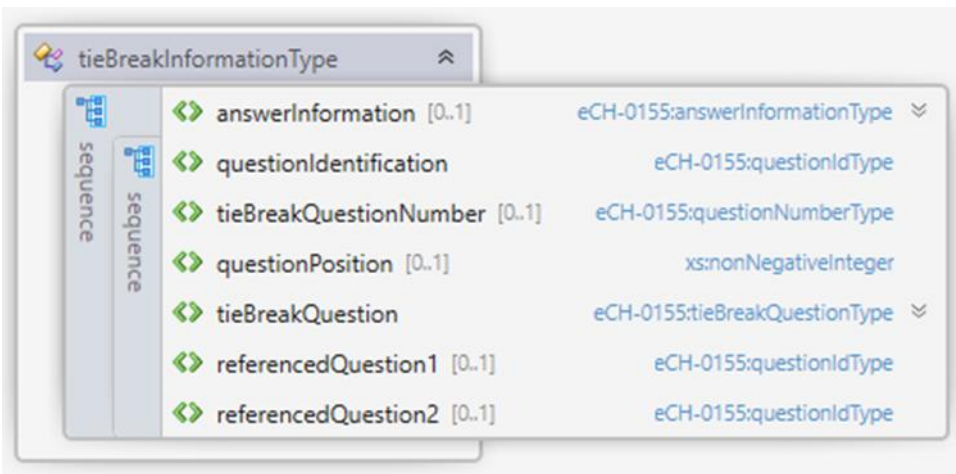 tieBreakInformationType
answerInformation [0..1] eCH-0155:answerInformationType
sequence
questionIdentification eCH-0155:questionIdType
sequence
tieBreakQuestionNumber [0..1] eCH-0155:questionNumberType
questionPosition [0..1] xs:nonNegativeInteger
tieBreakQuestion eCH-0155:tieBreakQuestionType
referencedQuestion1 [0..1] eCH-0155:questionIdType
referencedQuestion2 [0..1] eCH-0155:questionIdType